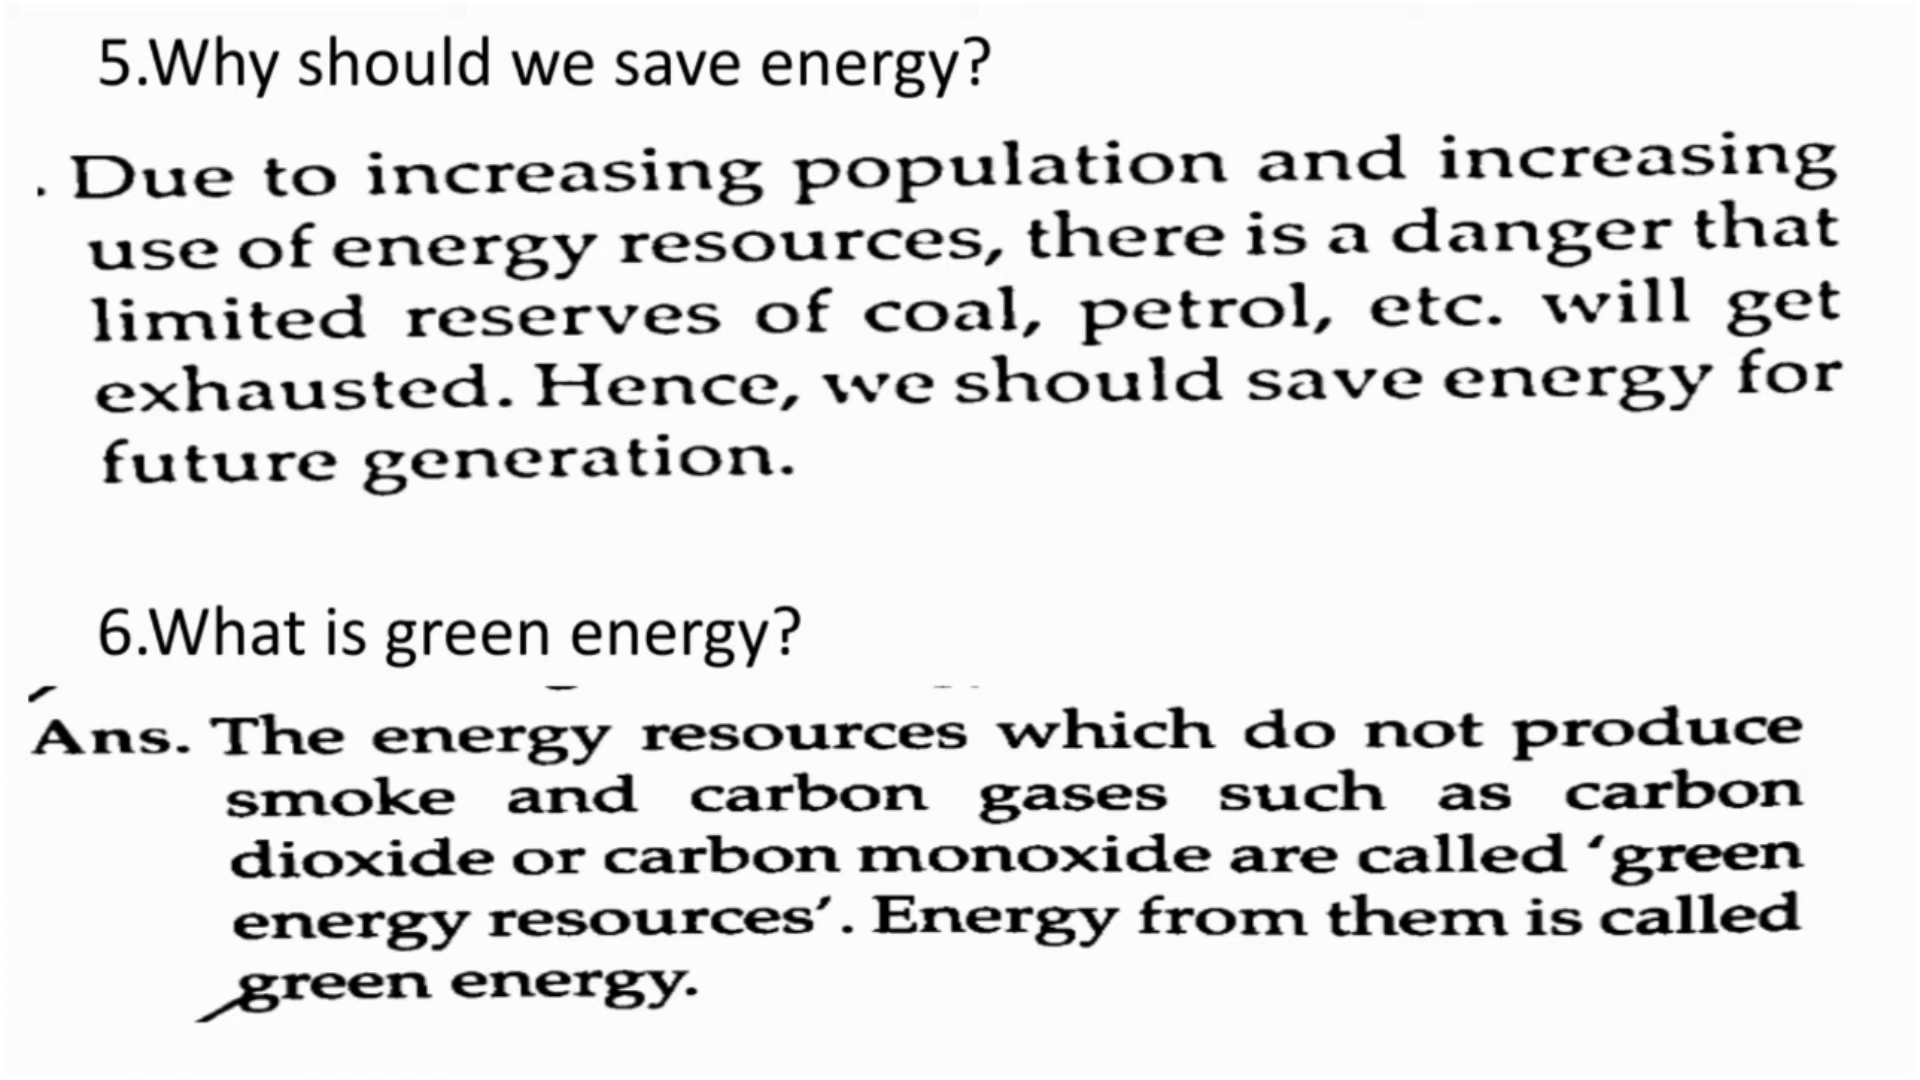 5.Why should we save energy?
. Due to increasing population and increasing
use of energy resources, there is a danger that
limited reserves of coal, petrol, etc. will get
exhausted. Hence, we should save energy for
future generation.
6.What is green energy?
Ans. The energy resources which do not produce
smoke and carbon gases such as carbon
dioxide or carbon monoxide are called ‘green
energy resources’. Energy from them is called
green energy.